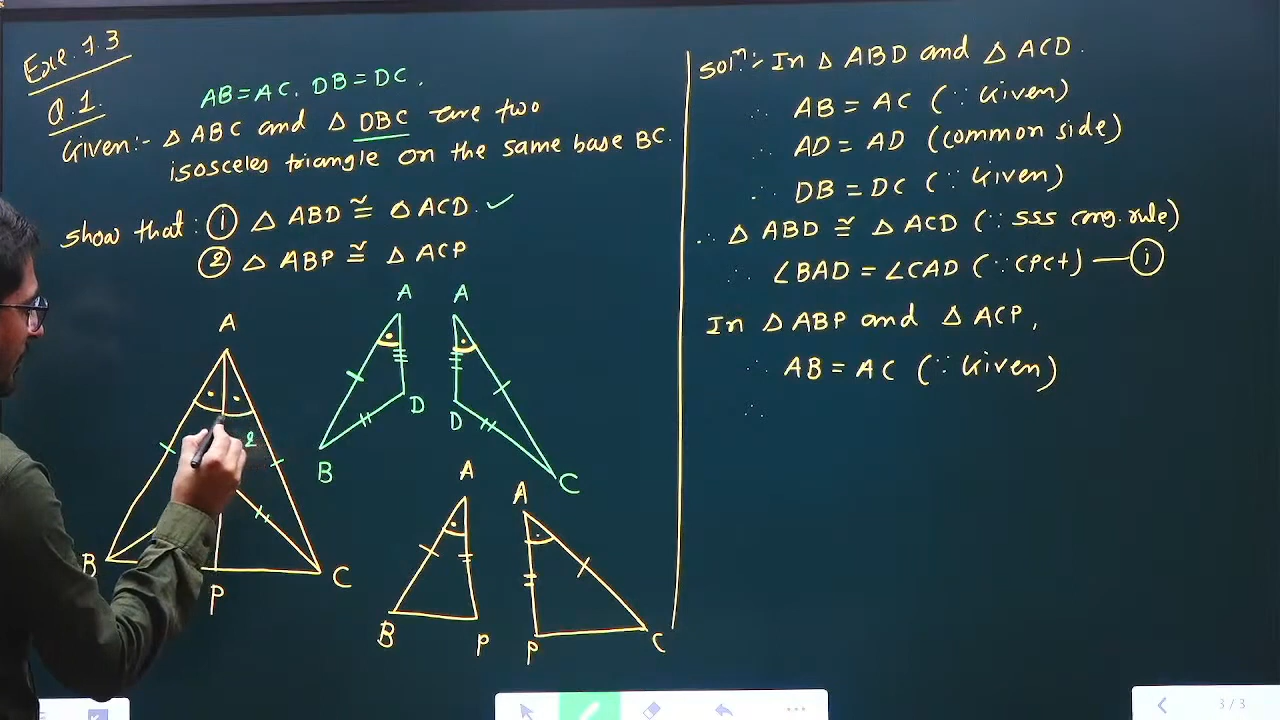 Exe. 7.3
Q.1.
AB = AC, DB = DC,
Given:- △ ABC and △ DBC are two
isosceles triangle on the same base BC.
show that : ① △ ABD ≅ △ ACD. ✓
② △ ABP ≅ △ ACP
A
2
B
P
C
A
B
D
A
D
C
A
B
P
A
P
C
Solⁿ:- In △ ABD and △ ACD.
∴ AB = AC (∵ Given)
∴ AD = AD (common side)
∴ DB = DC (∵ Given)
∴ △ ABD ≅ △ ACD (∵ SSS cong. rule)
∴ ∠BAD = ∠CAD (∵ CPCT) — ①
In △ ABP and △ ACP,
∴ AB = AC (∵ Given)
∴
3 / 3